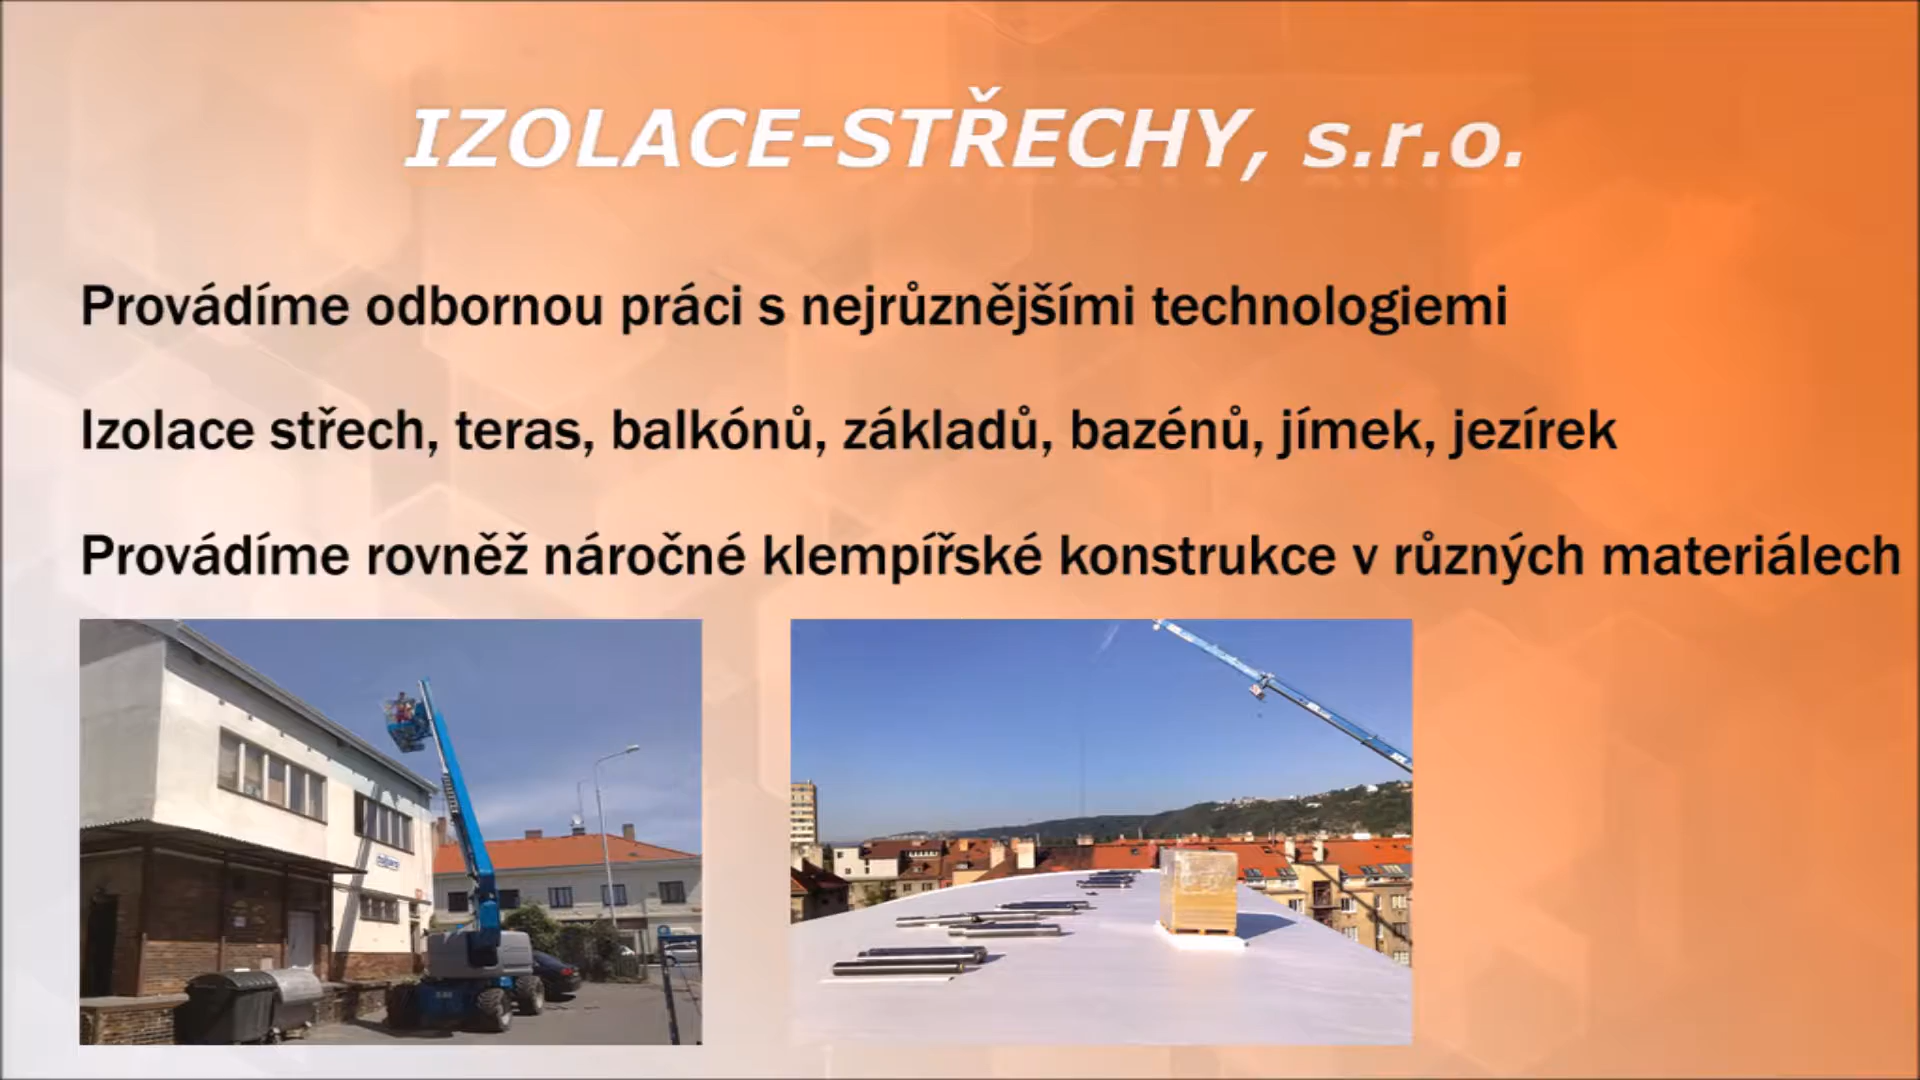 IZOLACE-STŘECHY, s.r.o.
Provádíme odbornou práci s nejrůznějšími technologiemi
Izolace střech, teras, balkónů, základů, bazénů, jímek, jezírek
Provádíme rovněž náročné klempířské konstrukce v různých materiálech